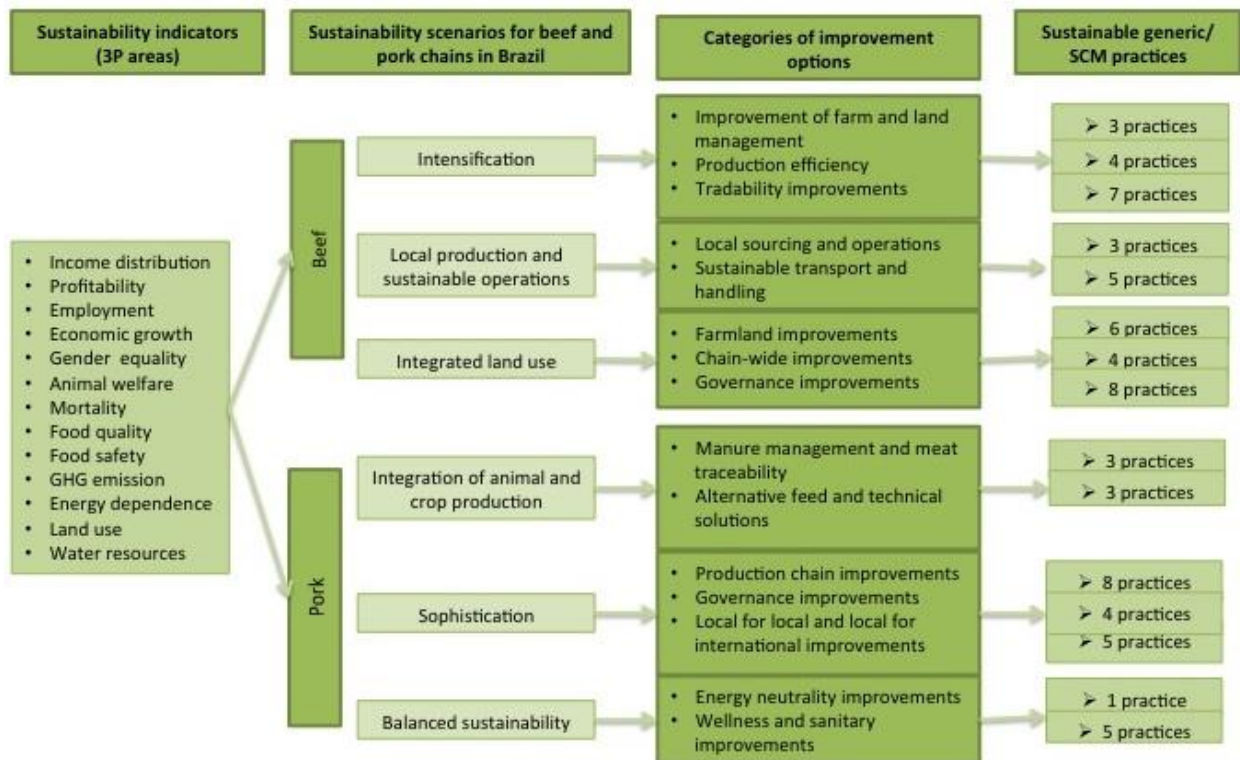 Sustainability indicators
(3P areas)
Sustainability scenarios for beef and
pork chains in Brazil
Categories of improvement
options
Sustainable generic/
SCM practices
• Income distribution
• Profitability
• Employment
• Economic growth
• Gender equality
• Animal welfare
• Mortality
• Food quality
• Food safety
• GHG emission
• Energy dependence
• Land use
• Water resources
Beef
Intensification
• Improvement of farm and land
management
• Production efficiency
• Tradability improvements
➢ 3 practices
➢ 4 practices
➢ 7 practices
Local production and
sustainable operations
• Local sourcing and operations
• Sustainable transport and
handling
➢ 3 practices
➢ 5 practices
Integrated land use
• Farmland improvements
• Chain-wide improvements
• Governance improvements
➢ 6 practices
➢ 4 practices
➢ 8 practices
Pork
Integration of animal and
crop production
• Manure management and meat
traceability
• Alternative feed and technical
solutions
➢ 3 practices
➢ 3 practices
Sophistication
• Production chain improvements
• Governance improvements
• Local for local and local for
international improvements
➢ 8 practices
➢ 4 practices
➢ 5 practices
Balanced sustainability
• Energy neutrality improvements
• Wellness and sanitary
improvements
➢ 1 practice
➢ 5 practices